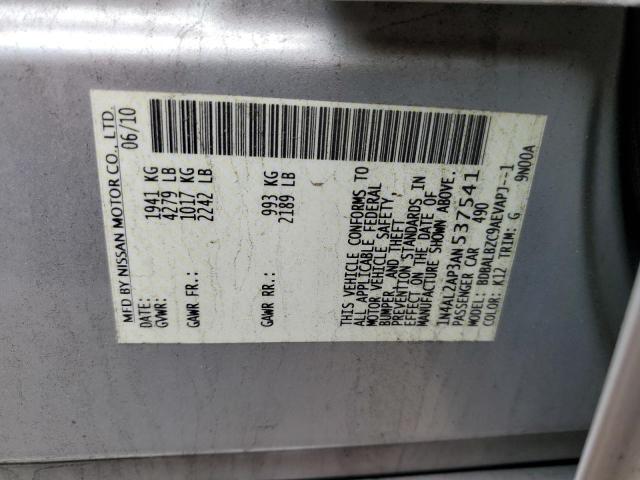 MFD BY NISSAN MOTOR CO., LTD.
DATE: 06/10
GVWR: 1941 KG
4279 LB
GAWR FR.: 1017 KG
2242 LB
GAWR RR.: 993 KG
2189 LB
THIS VEHICLE CONFORMS TO
ALL APPLICABLE FEDERAL
MOTOR VEHICLE SAFETY,
BUMPER, AND THEFT
PREVENTION STANDARDS IN
EFFECT ON THE DATE OF
MANUFACTURE SHOWN ABOVE.
1N4AL2AP3AN537541
PASSENGER CAR 490
MODEL: BDBALBZC9AEVAPJ--1
COLOR: K12 TRIM: G 9N00A